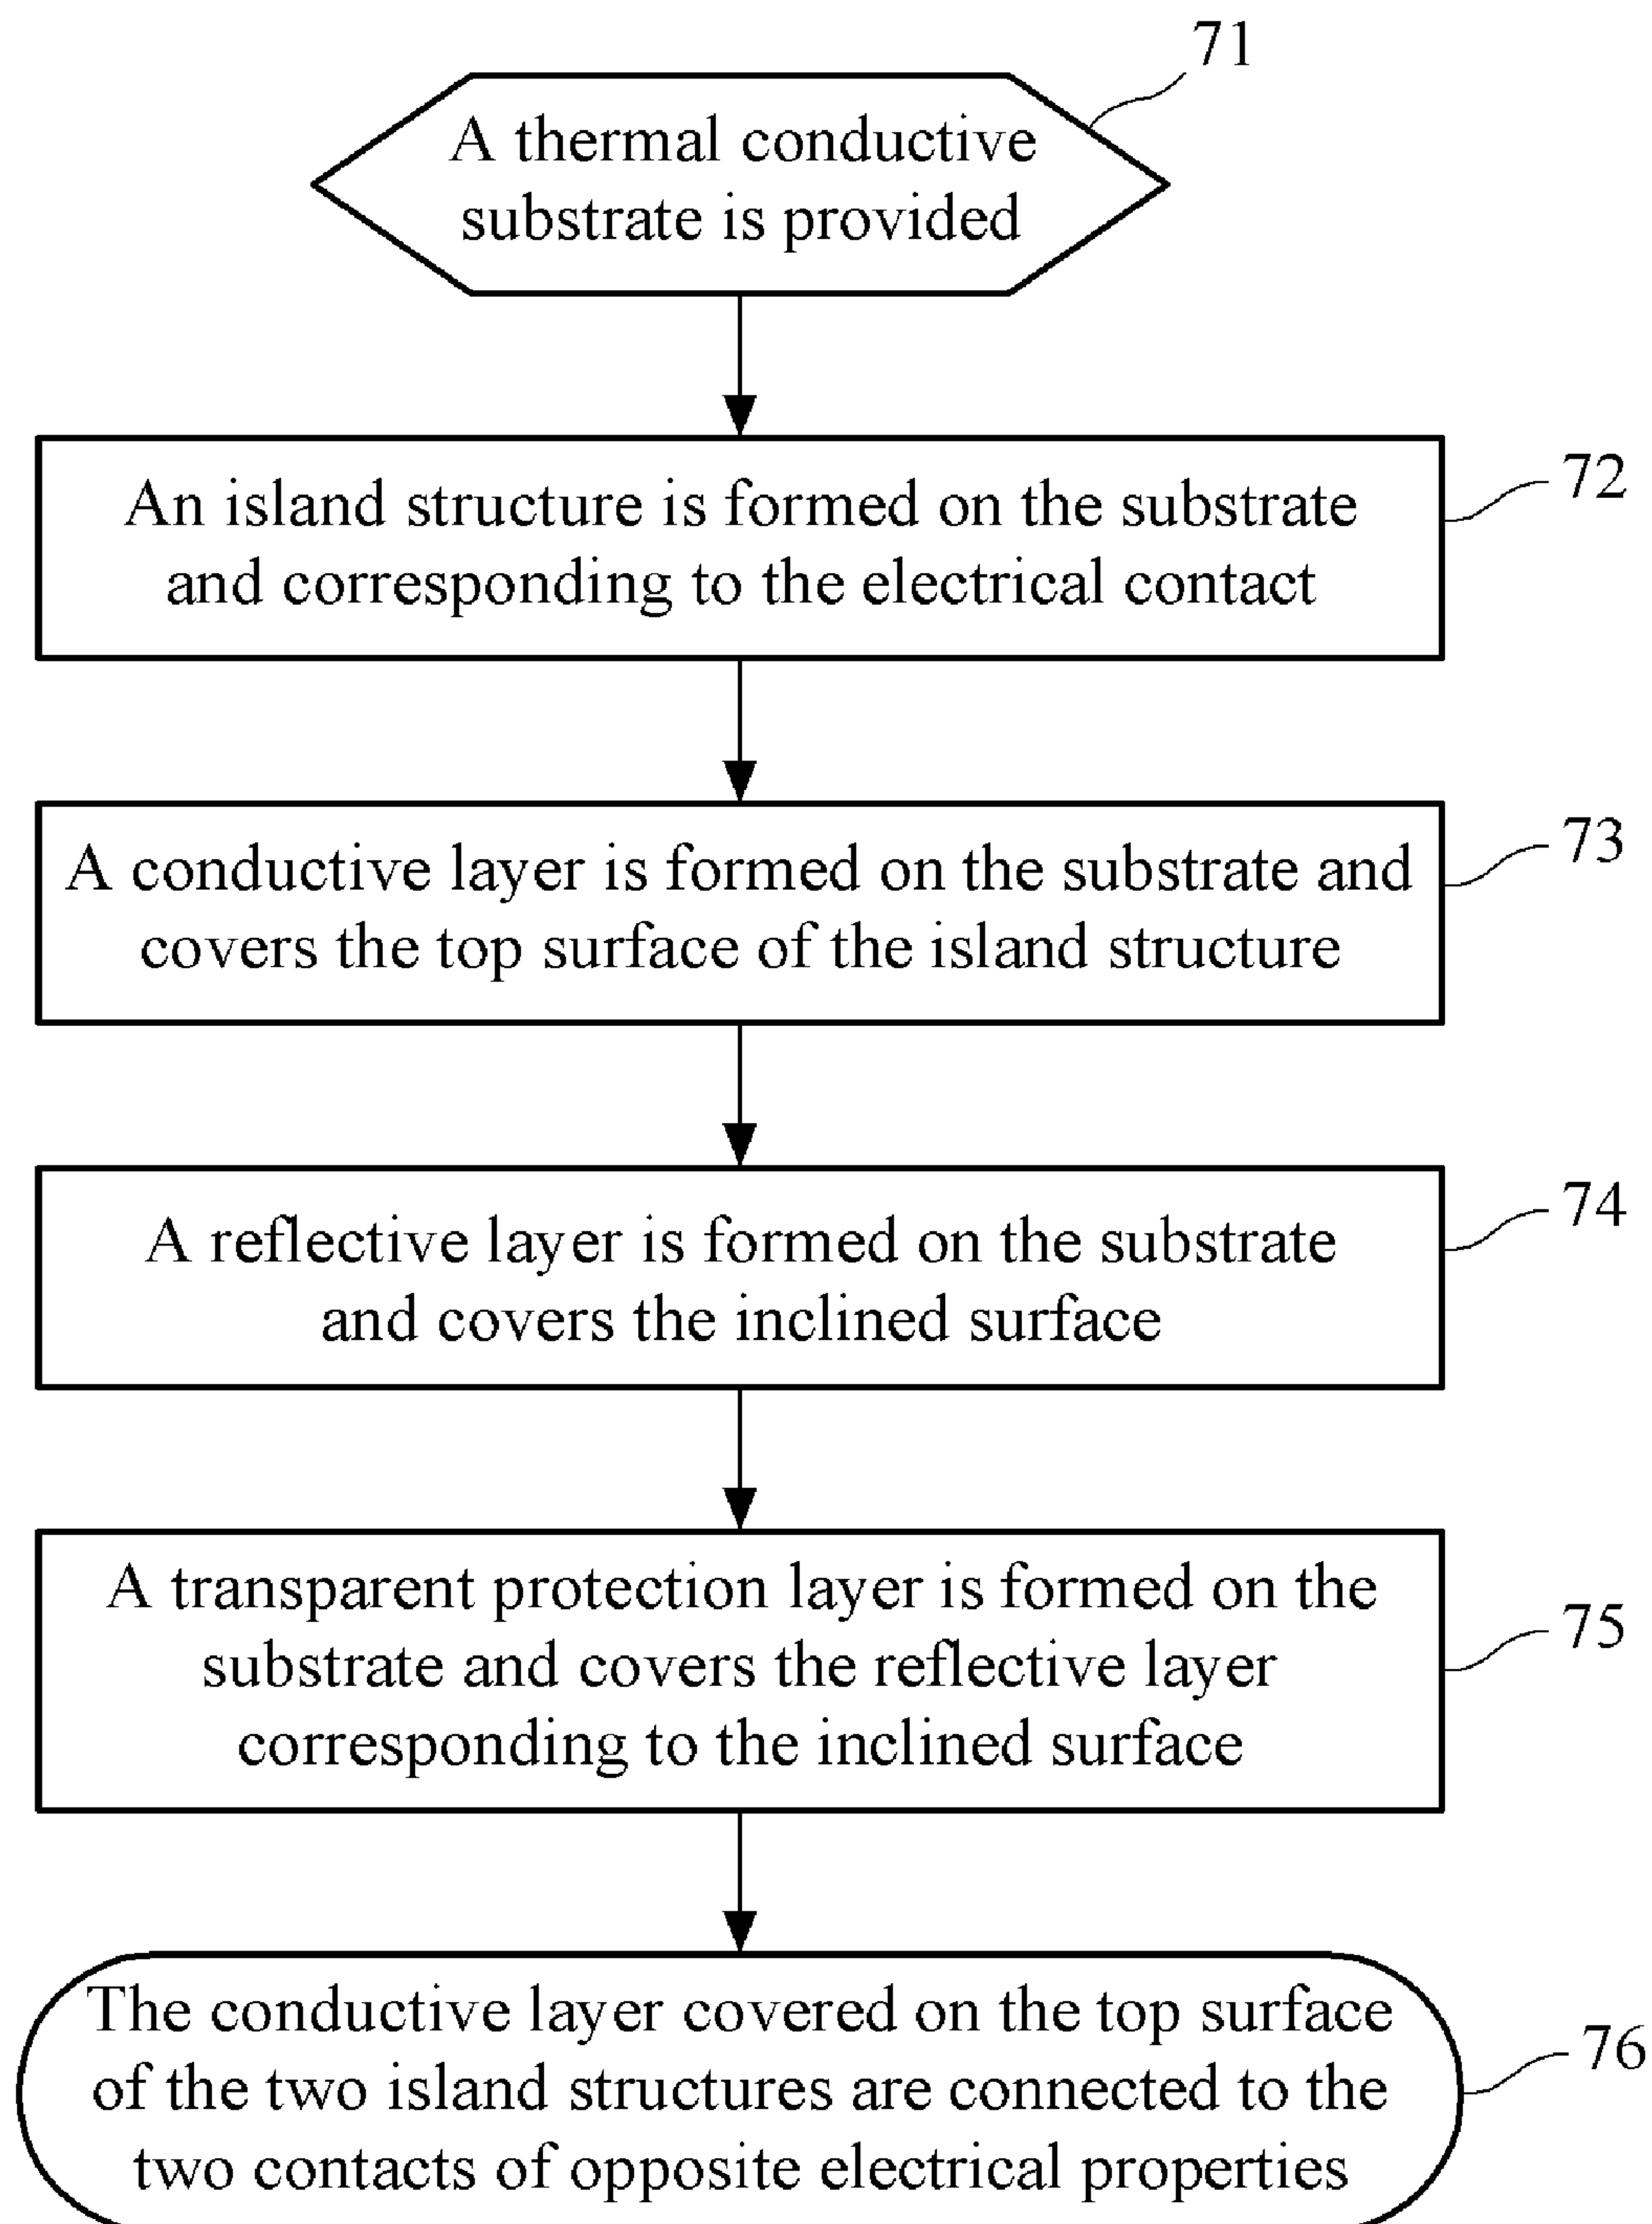 71
A thermal conductive
substrate is provided
An island structure is formed on the substrate
and corresponding to the electrical contact
72
A conductive layer is formed on the substrate and
covers the top surface of the island structure
73
A reflective layer is formed on the substrate
and covers the inclined surface
74
A transparent protection layer is formed on the
substrate and covers the reflective layer
corresponding to the inclined surface
75
The conductive layer covered on the top surface
of the two island structures are connected to the
two contacts of opposite electrical properties
76